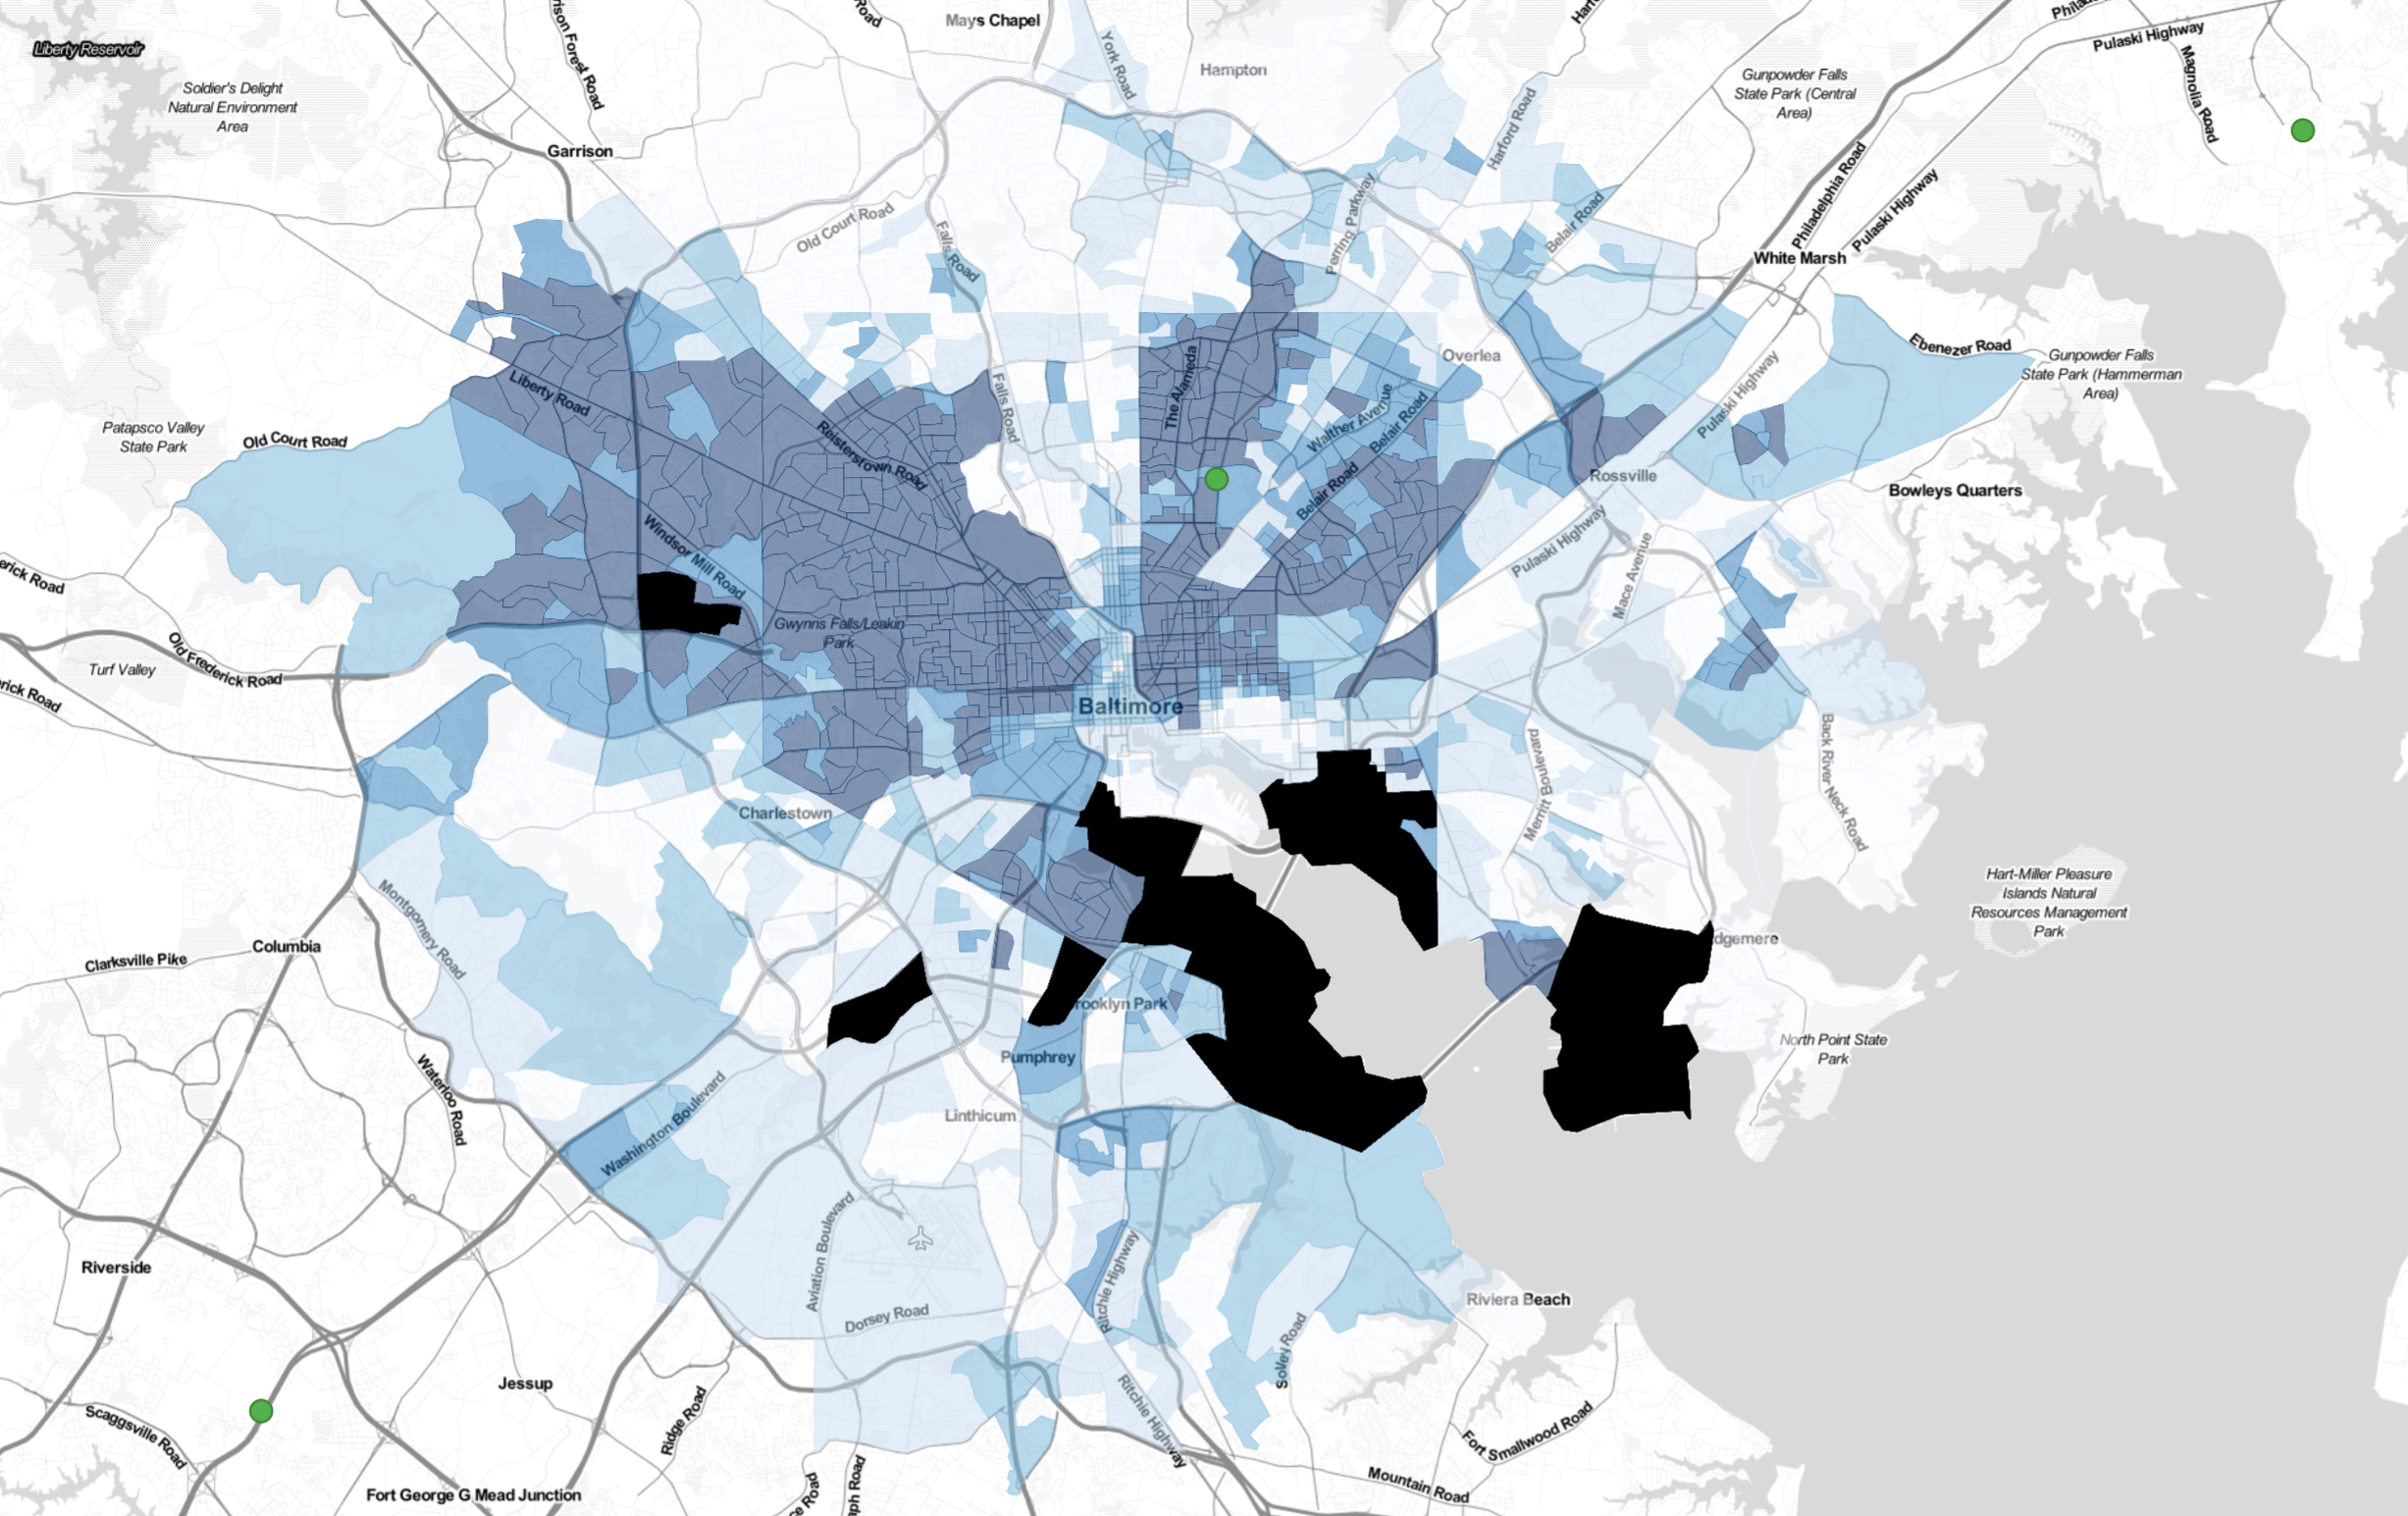 Mays Chapel
Road
Philadelphia
Pulaski Highway
Liberty Reservoir
rison Forest Road
York Road
Hampton
Magnolia Road
Soldier's Delight
Natural Environment
Area
Gunpowder Falls
State Park (Central
Area)
Harford Road
Garrison
Philadelphia Road
Pulaski Highway
Old Court Road
Falls Road
Perring Parkway
Belair Road
White Marsh
Ebenezer Road
Gunpowder Falls
State Park (Hammerman
Area)
Overlea
The Alameda
Liberty Road
Falls Road
Walther Avenue
Belair Road
Pulaski Highway
Patapsco Valley
State Park
Old Court Road
Reisterstown Road
Belair Road
Rossville
Bowleys Quarters
Windsor Mill Road
Pulaski Highway
Mace Avenue
erick Road
Gwynns Falls/Leakin
Park
Old Frederick Road
Turf Valley
rick Road
Baltimore
Back River Neck Road
Merritt Boulevard
Charlestown
Montgomery Road
Hart-Miller Pleasure
Islands Natural
Resources Management
Park
Columbia
Clarksville Pike
dgemere
rooklyn Park
North Point State
Park
Pumphrey
Waterloo Road
Linthicum
Washington Boulevard
Aviation Boulevard
Ritchie Highway
Riverside
Riviera Beach
Dorsey Road
Solley Road
Jessup
Ridge Road
Ritchie Highway
Scaggsville Road
Fort Smallwood Road
Mountain Road
Fort George G Mead Junction
ce Road
aph Road